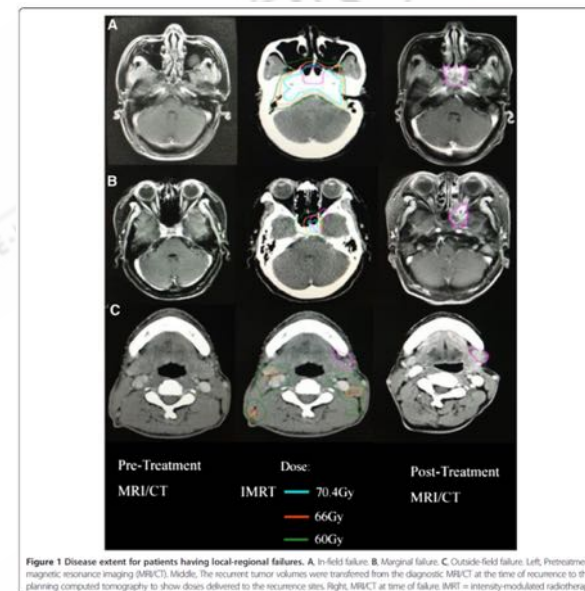 A
B
C
Pre-Treatment
MRI/CT
Dose:
IMRT
70.4Gy
66Gy
60Gy
Post-Treatment
MRI/CT
Figure 1 Disease extent for patients having local-regional failures. A, In-field failure. B, Marginal failure. C, Outside-field failure. Left, Pretreatme
magnetic resonance imaging (MRI/CT). Middle, The recurrent tumor volumes were transferred from the diagnostic MRI/CT at the time of recurrence to th
planning computed tomography to show doses delivered to the recurrence sites. Right, MRI/CT at time of failure. IMRT = intensity-modulated radiothera